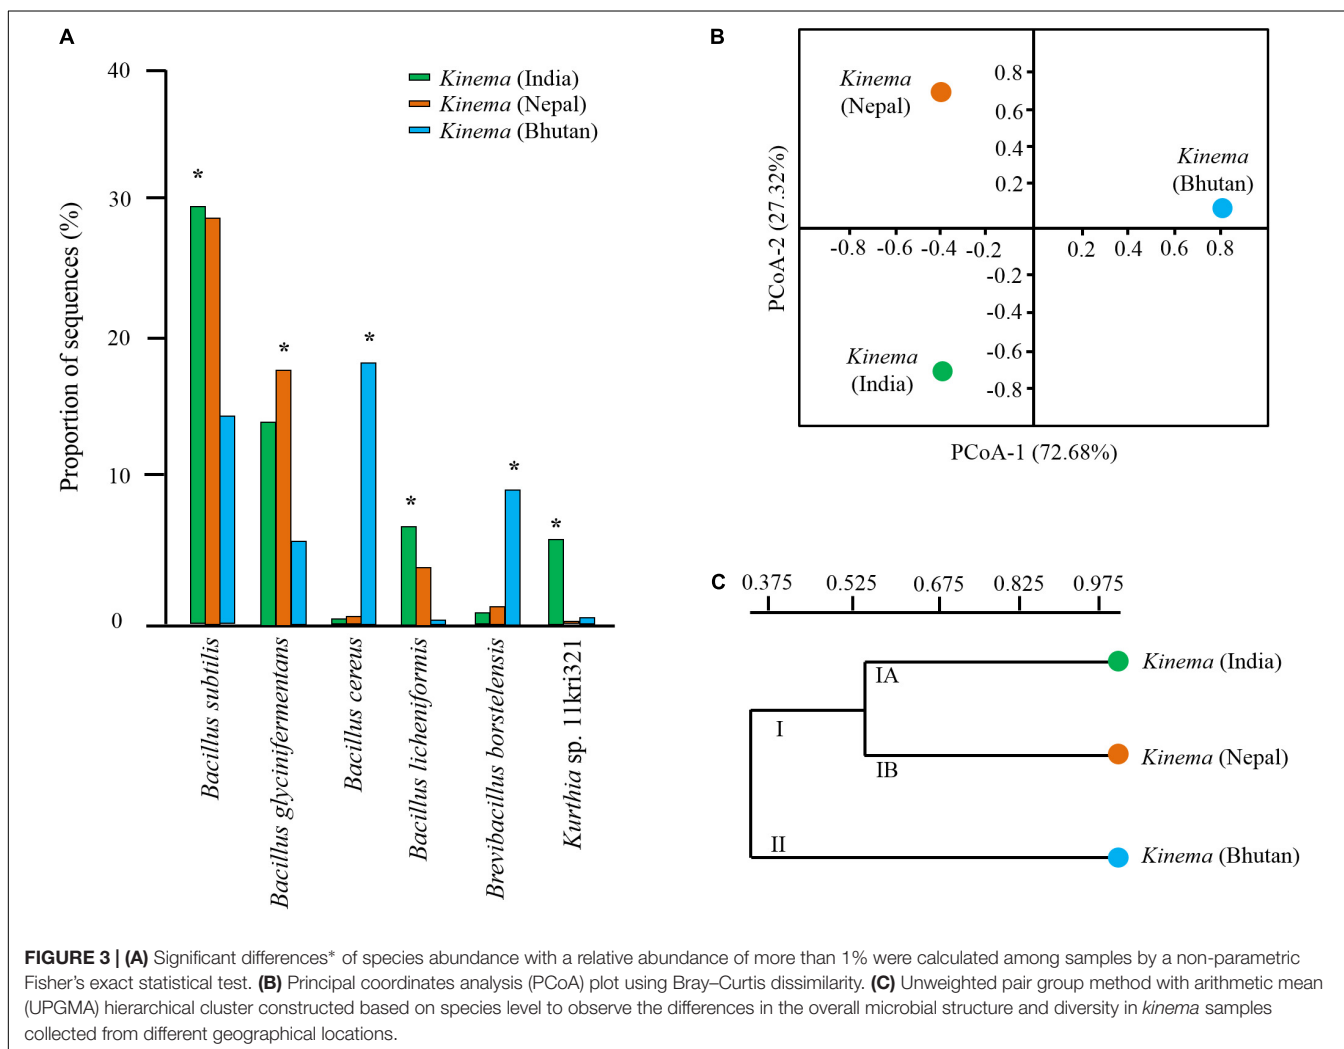 A
40
30
20
10
0
Proportion of sequences (%)
Kinema (India)
Kinema (Nepal)
Kinema (Bhutan)
*
*
*
*
*
*
Bacillus subtilis
Bacillus glycinifermentans
Bacillus cereus
Bacillus licheniformis
Brevibacillus borstelensis
Kurthia sp. 11kri321
B
Kinema
(Nepal)
Kinema
(Bhutan)
Kinema
(India)
0.8
0.6
0.4
0.2
-0.8 -0.6 -0.4 -0.2
0.2 0.4 0.6 0.8
-0.2
-0.4
-0.6
-0.8
PCoA-2 (27.32%)
PCoA-1 (72.68%)
C 0.375 0.525 0.675 0.825 0.975
IA
I
IB
II
Kinema (India)
Kinema (Nepal)
Kinema (Bhutan)
FIGURE 3 | (A) Significant differences* of species abundance with a relative abundance of more than 1% were calculated among samples by a non-parametric
Fisher's exact statistical test. (B) Principal coordinates analysis (PCoA) plot using Bray–Curtis dissimilarity. (C) Unweighted pair group method with arithmetic mean
(UPGMA) hierarchical cluster constructed based on species level to observe the differences in the overall microbial structure and diversity in kinema samples
collected from different geographical locations.